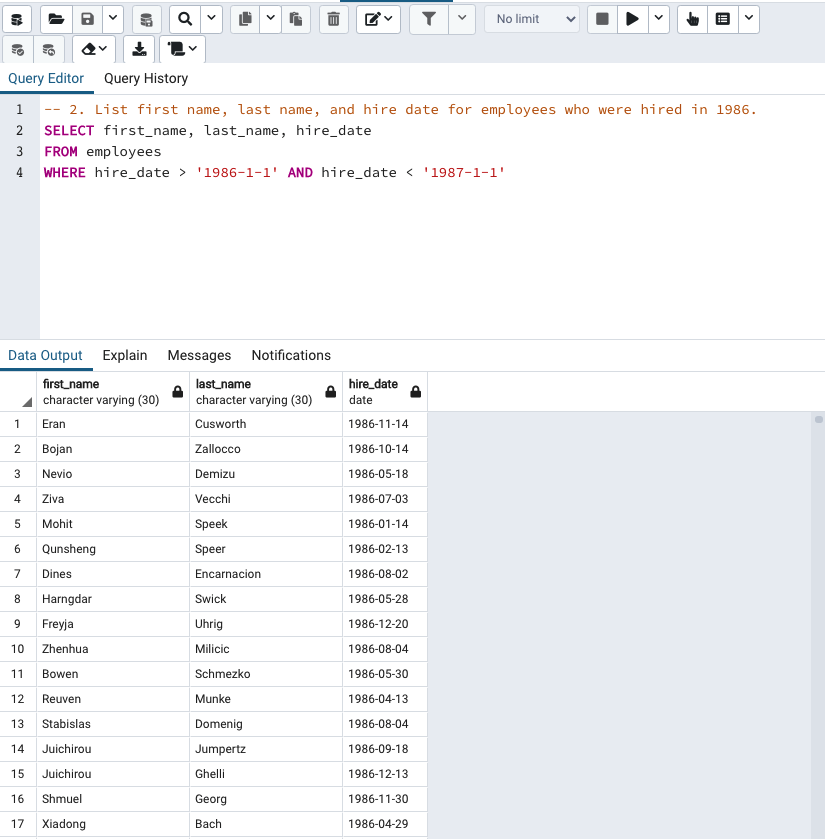 No limit
Query Editor Query History
1 -- 2. List first name, last name, and hire date for employees who were hired in 1986.
2 SELECT first_name, last_name, hire_date
3 FROM employees
4 WHERE hire_date > '1986-1-1' AND hire_date < '1987-1-1'
Data Output Explain Messages Notifications
first_name last_name hire_date
character varying (30) character varying (30) date
1 Eran Cusworth 1986-11-14
2 Bojan Zallocco 1986-10-14
3 Nevio Demizu 1986-05-18
4 Ziva Vecchi 1986-07-03
5 Mohit Speek 1986-01-14
6 Qunsheng Speer 1986-02-13
7 Dines Encarnacion 1986-08-02
8 Harngdar Swick 1986-05-28
9 Freyja Uhrig 1986-12-20
10 Zhenhua Milicic 1986-08-04
11 Bowen Schmezko 1986-05-30
12 Reuven Munke 1986-04-13
13 Stabislas Domenig 1986-08-04
14 Juichirou Jumpertz 1986-09-18
15 Juichirou Ghelli 1986-12-13
16 Shmuel Georg 1986-11-30
17 Xiadong Bach 1986-04-29